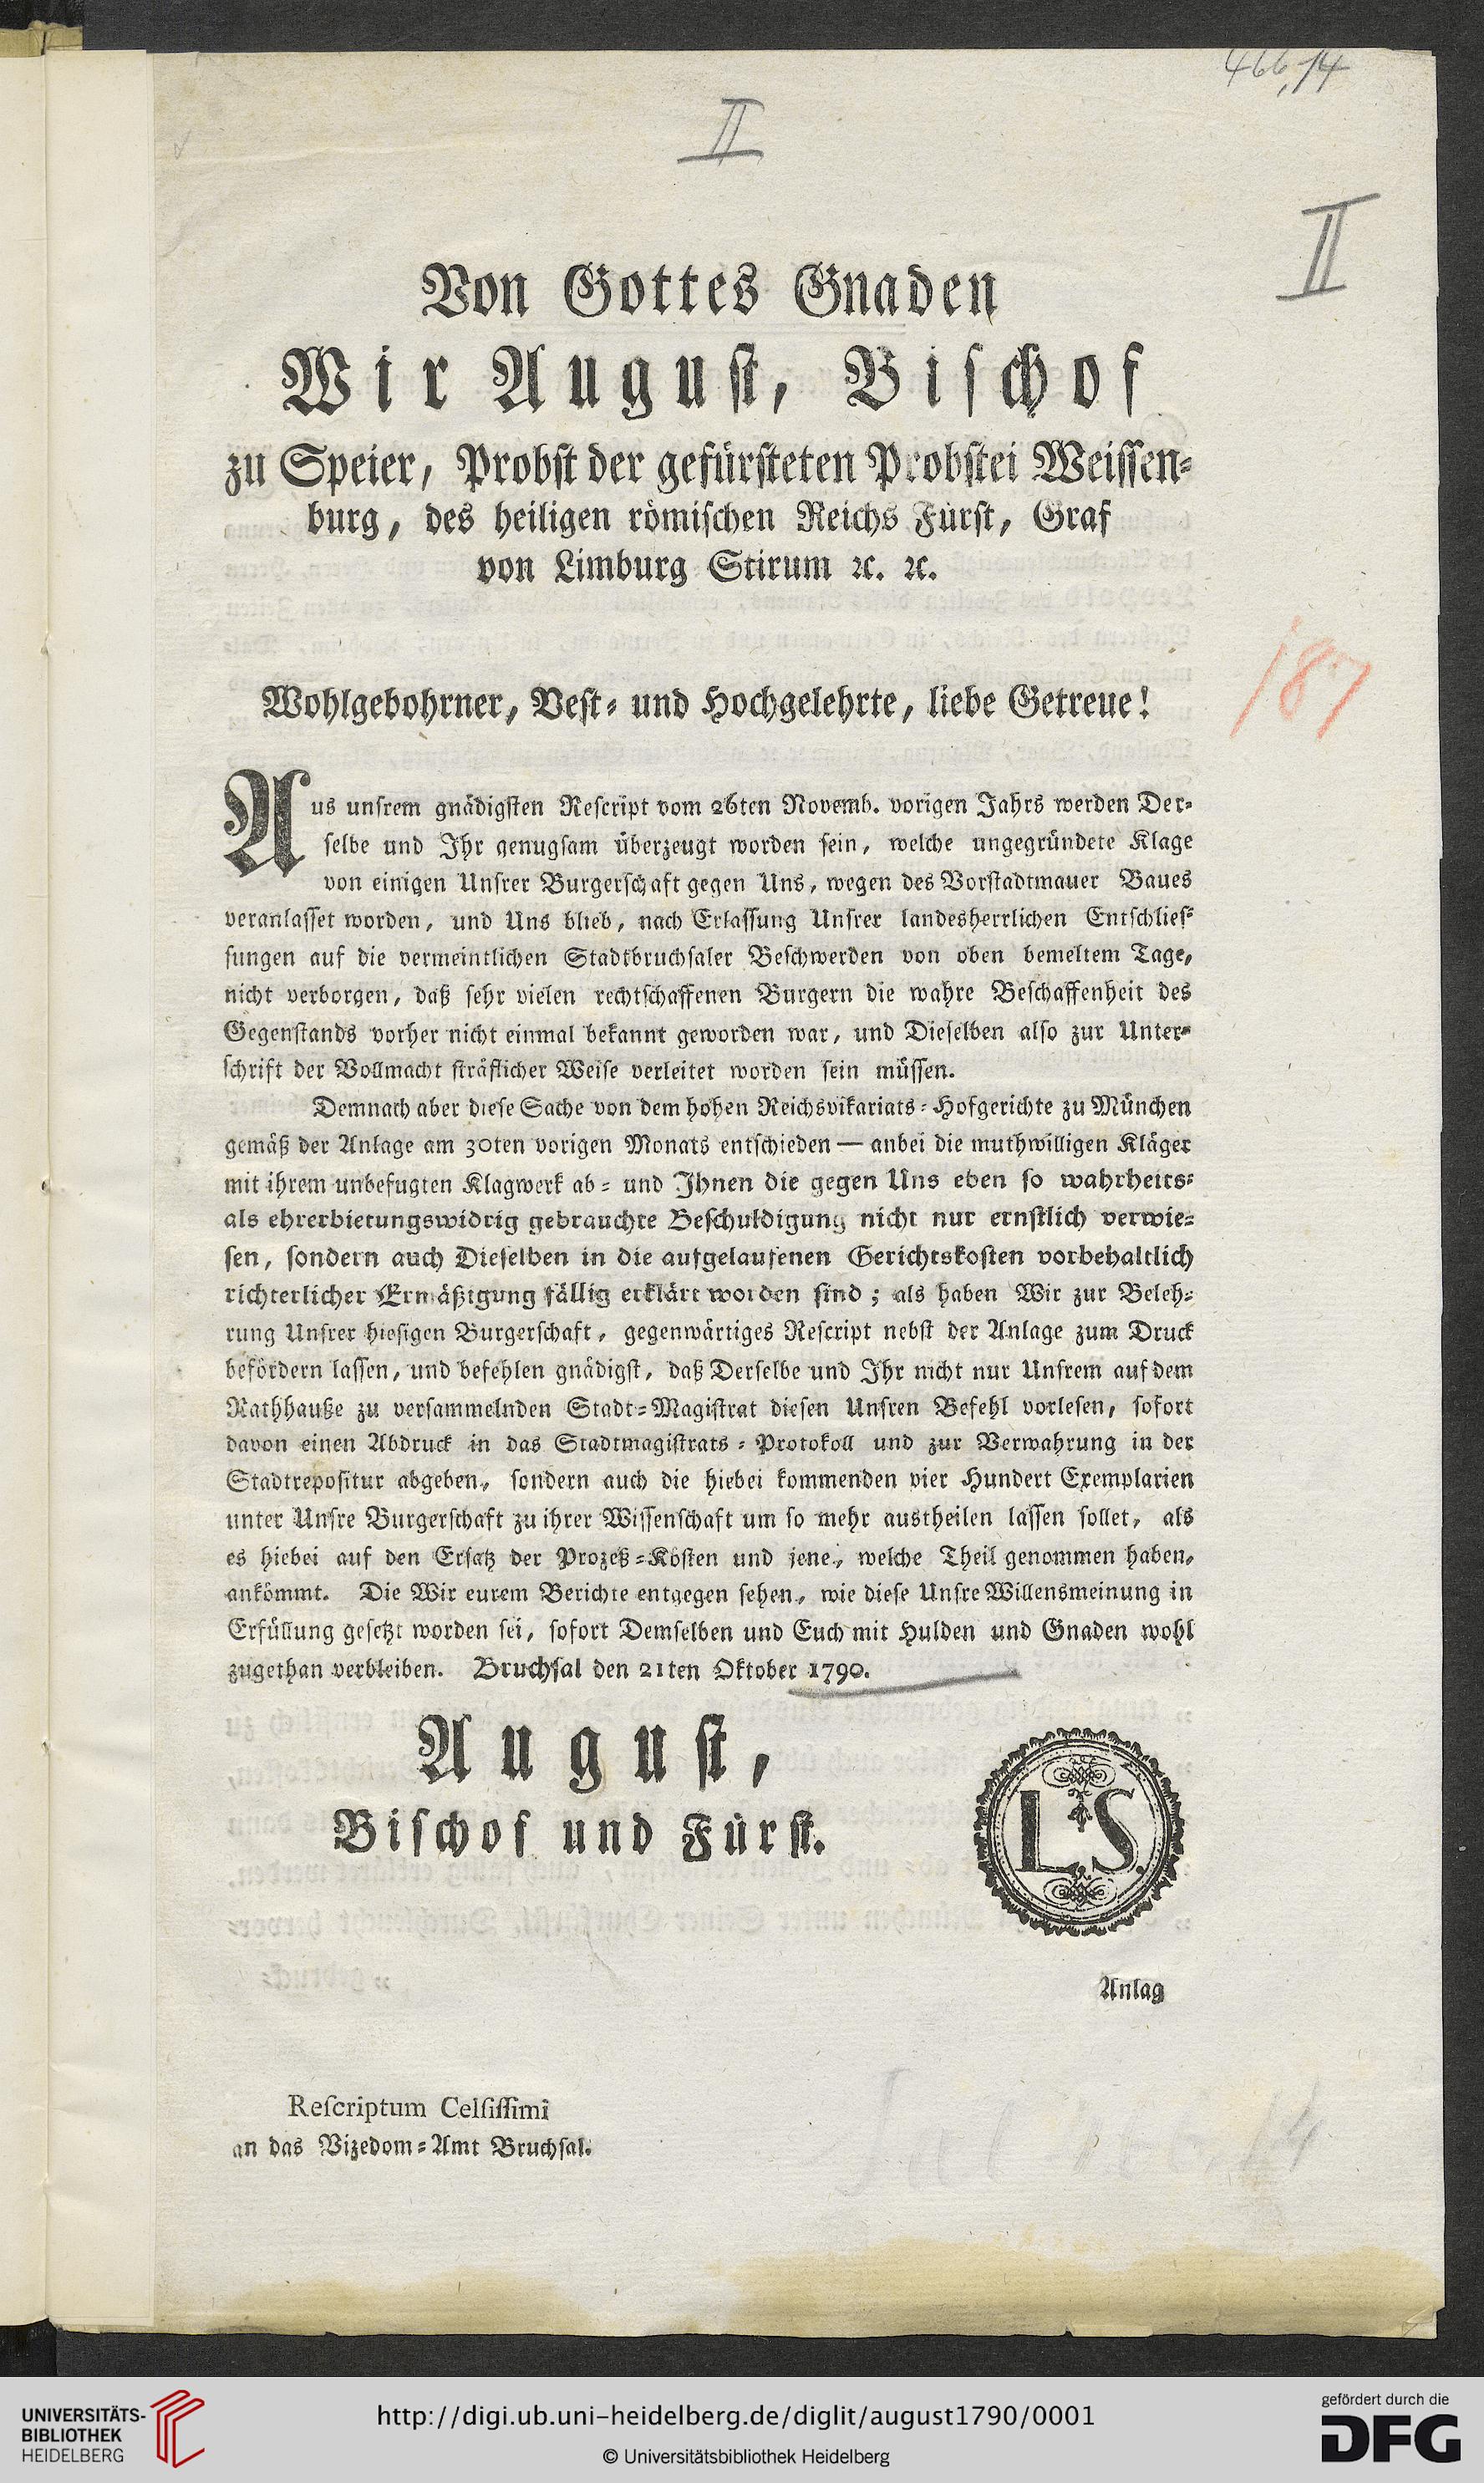 466,14
II
II
Von Gottes Gnaden
Wir August, Bischof
zu Speier, Probst der gefürsteten Probstei Weissen-
burg, des heiligen römischen Reichs Fürst, Graf
von Limburg Stirum ꝛc. ꝛc.
187
Wohlgebohrner, Vest- und Hochgelehrte, liebe Getreue!
Aus unsrem gnädigsten Rescript vom 26ten Novemb. vorigen Jahrs werden Der-
selbe und Ihr genugsam überzeugt worden sein, welche ungegründete Klage
von einigen Unsrer Burgerschaft gegen Uns, wegen des Vorstadtmauer Baues
veranlasset worden, und Uns blieb, nach Erlassung Unsrer landesherrlichen Entschlies-
sungen auf die vermeintlichen Stadtbruchsaler Beschwerden von oben bemeltem Tage,
nicht verborgen, daß sehr vielen rechtschaffenen Burgern die wahre Beschaffenheit des
Gegenstands vorher nicht einmal bekannt geworden war, und Dieselben also zur Unter-
schrift der Vollmacht sträflicher Weise verleitet worden sein müssen.
Demnach aber diese Sache von dem hohen Reichsvikariats-Hofgerichte zu München
gemäß der Anlage am 30ten vorigen Monats entschieden — anbei die muthwilligen Kläger
mit ihrem unbefugten Klagwerk ab- und Ihnen die gegen Uns eben so wahrheits-
als ehrerbietungswidrig gebrauchte Beschuldigung nicht nur ernstlich verwie-
sen, sondern auch Dieselben in die aufgelaufenen Gerichtskosten vorbehaltlich
richterlicher Ermäßigung fällig erklärt worden sind; als haben Wir zur Beleh-
rung Unsrer hiesigen Burgerschaft, gegenwärtiges Rescript nebst der Anlage zum Druck
befördern lassen, und befehlen gnädigst, daß Derselbe und Ihr nicht nur Unsrem auf dem
Rathhauße zu versammelnden Stadt-Magistrat diesen Unsren Befehl vorlesen, sofort
davon einen Abdruck in das Stadtmagistrats-Protokoll und zur Verwahrung in der
Stadtrepositur abgeben, sondern auch die hiebei kommenden vier Hundert Exemplarien
unter Unsre Burgerschaft zu ihrer Wissenschaft um so mehr austheilen lassen sollet, als
es hiebei auf den Ersatz der Prozeß-Kösten und jene, welche Theil genommen haben,
ankömmt. Die Wir eurem Berichte entgegen sehen, wie diese Unsre Willensmeinung in
Erfüllung gesetzt worden sei, sofort Demselben und Euch mit Hulden und Gnaden wohl
zugethan verbleiben. Bruchsal den 21ten Oktober 1790.
August,
Bischof und Fürst.
L.S.
Anlag
Rescriptum Celsissimi
an das Vizedom-Amt Bruchsal.
UNIVERSITÄTS-
BIBLIOTHEK
HEIDELBERG
http://digi.ub.uni-heidelberg.de/diglit/august1790/0001
© Universitätsbibliothek Heidelberg
gefördert durch die
DFG